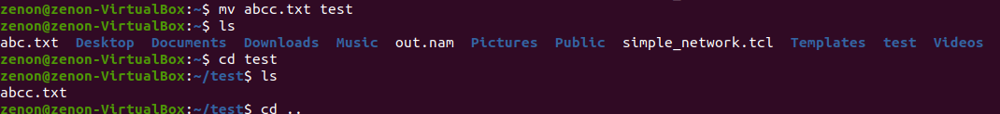 zenon@zenon-VirtualBox:~$ mv abcc.txt test
zenon@zenon-VirtualBox:~$ ls
abc.txt  Desktop  Documents  Downloads  Music  out.nam  Pictures  Public  simple_network.tcl  Templates  test  Videos
zenon@zenon-VirtualBox:~$ cd test
zenon@zenon-VirtualBox:~/test$ ls
abcc.txt
zenon@zenon-VirtualBox:~/test$ cd ..